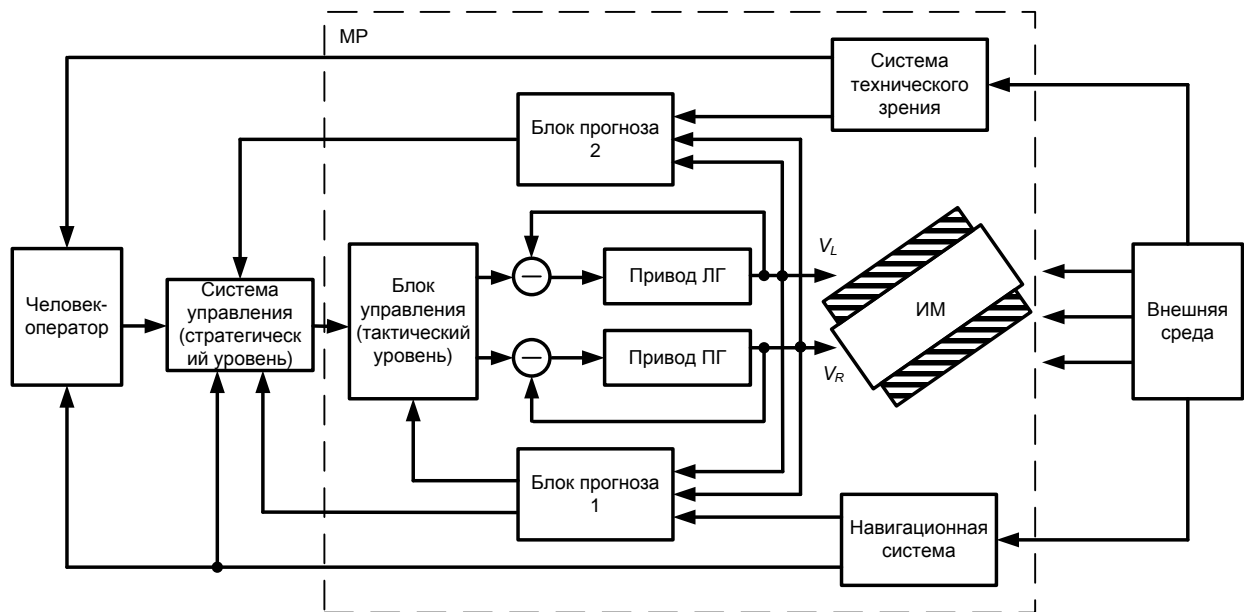 МР
Система
технического
зрения
Блок прогноза
2
V_L
Привод ЛГ
Человек-
оператор
Система
управления
(стратегическ
ий уровень)
Блок
управления
(тактический
уровень)
ИМ
Внешняя
среда
Привод ПГ
V_R
Блок прогноза
1
Навигационная
система